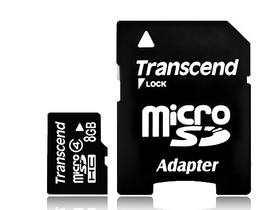 Transcend
LOCK
micro
SD
Adapter
Transcend
micro
SD
HC
4
8GB